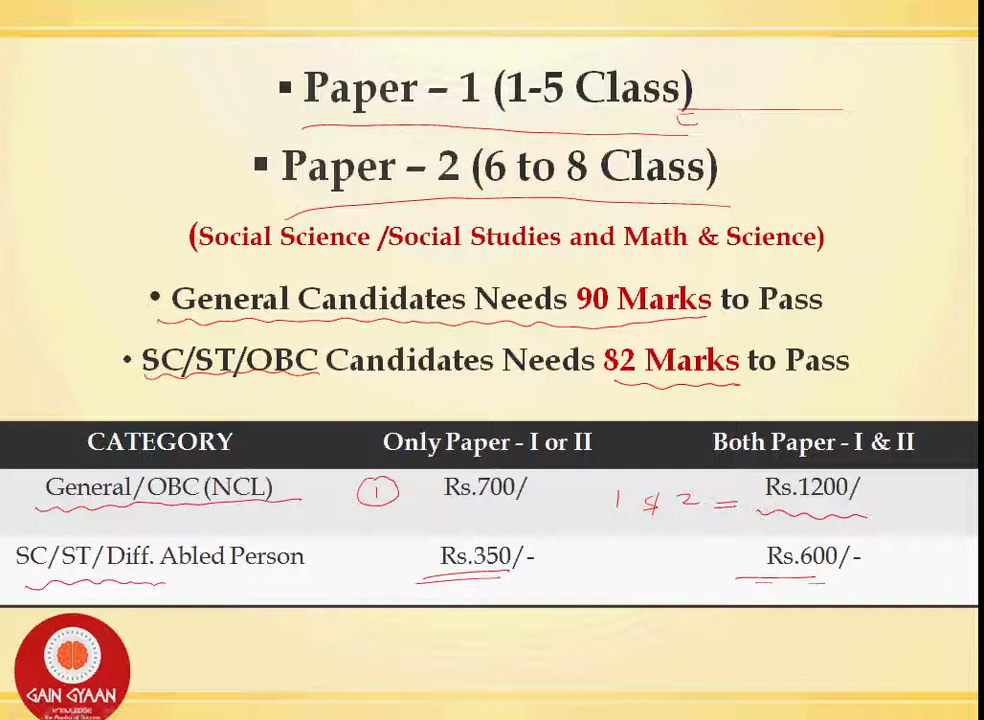 ▪ Paper – 1 (1-5 Class)
▪ Paper – 2 (6 to 8 Class)
(Social Science /Social Studies and Math & Science)
• General Candidates Needs 90 Marks to Pass
• SC/ST/OBC Candidates Needs 82 Marks to Pass
CATEGORY Only Paper - I or II Both Paper - I & II
General/OBC (NCL) 1 Rs.700/ 1 & 2 = Rs.1200/
SC/ST/Diff. Abled Person Rs.350/- Rs.600/-
GAIN GYAAN
KNOWLEDGE